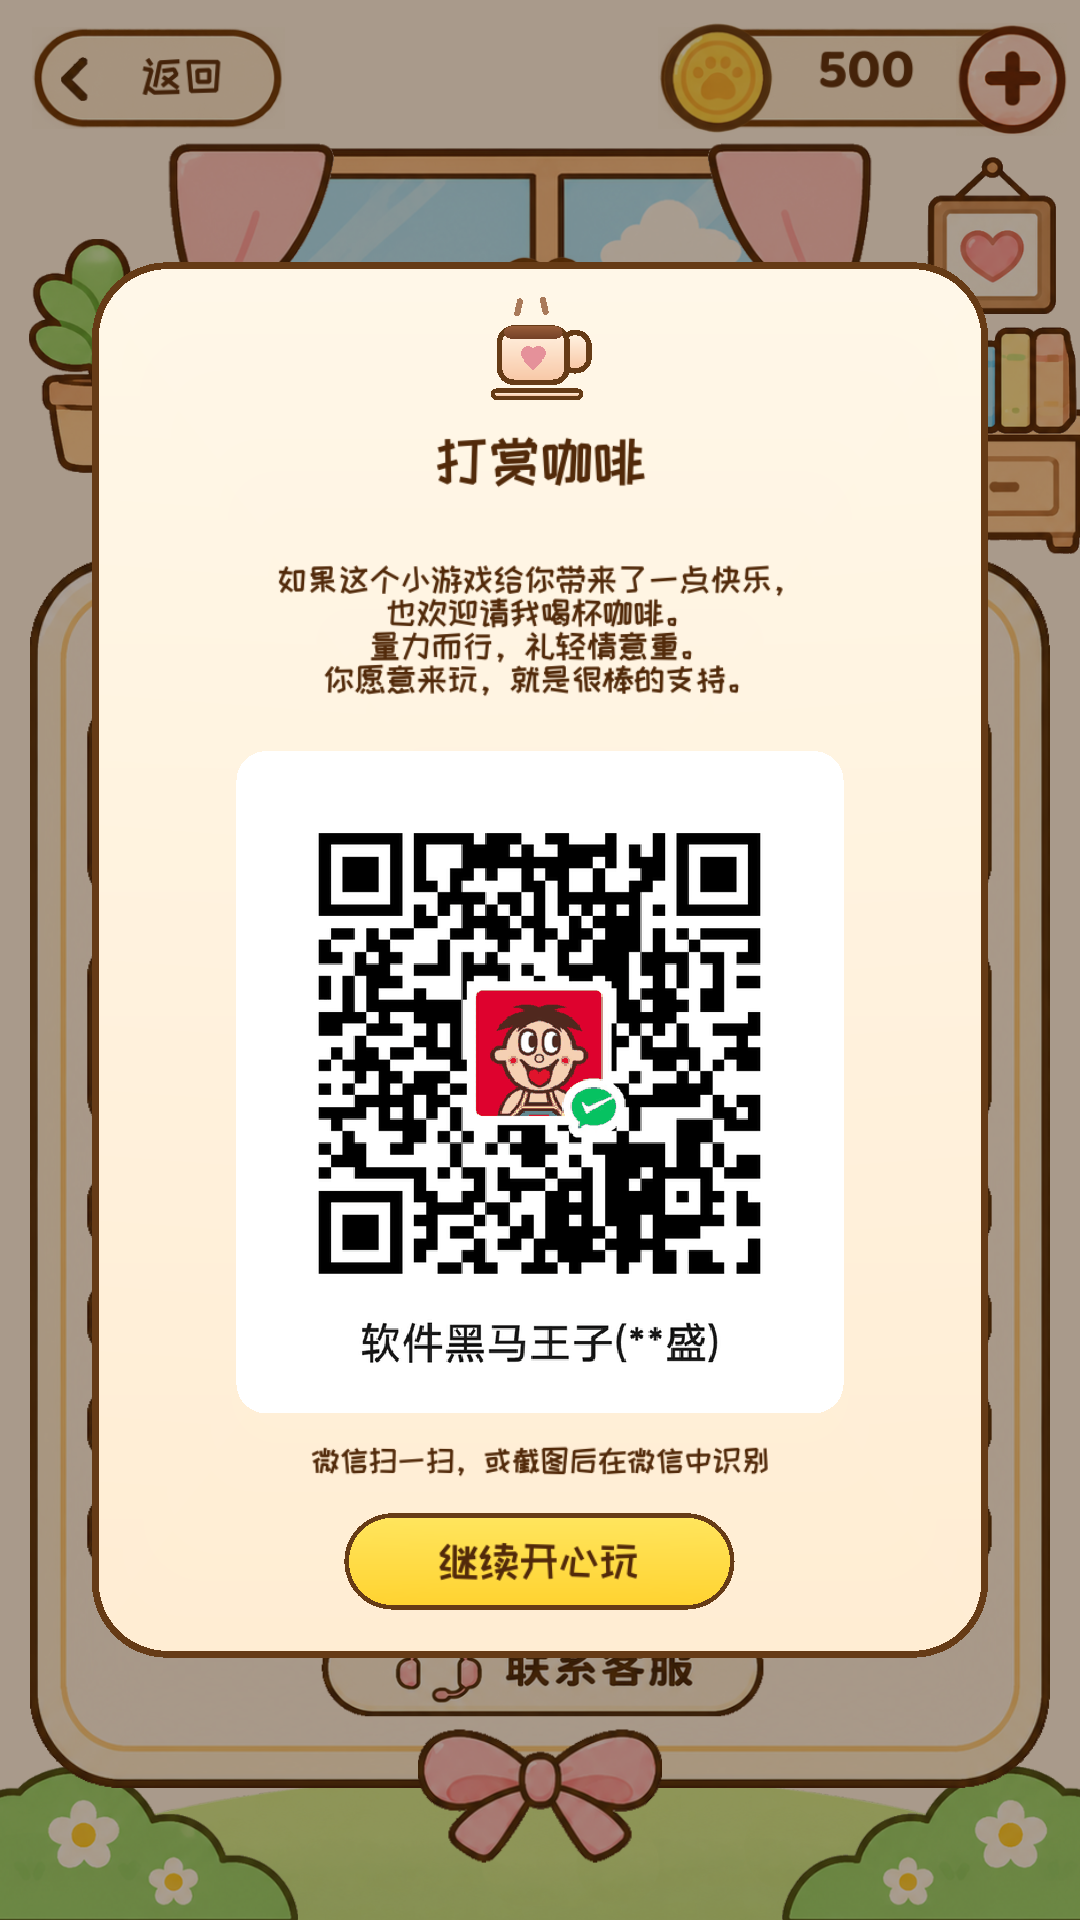 返回
500
打赏咖啡
如果这个小游戏给你带来了一点快乐，
也欢迎请我喝杯咖啡。
量力而行，礼轻情意重。
你愿意来玩，就是很棒的支持。
软件黑马王子(**盛)
微信扫一扫，或截图后在微信中识别
继续开心玩
联系客服